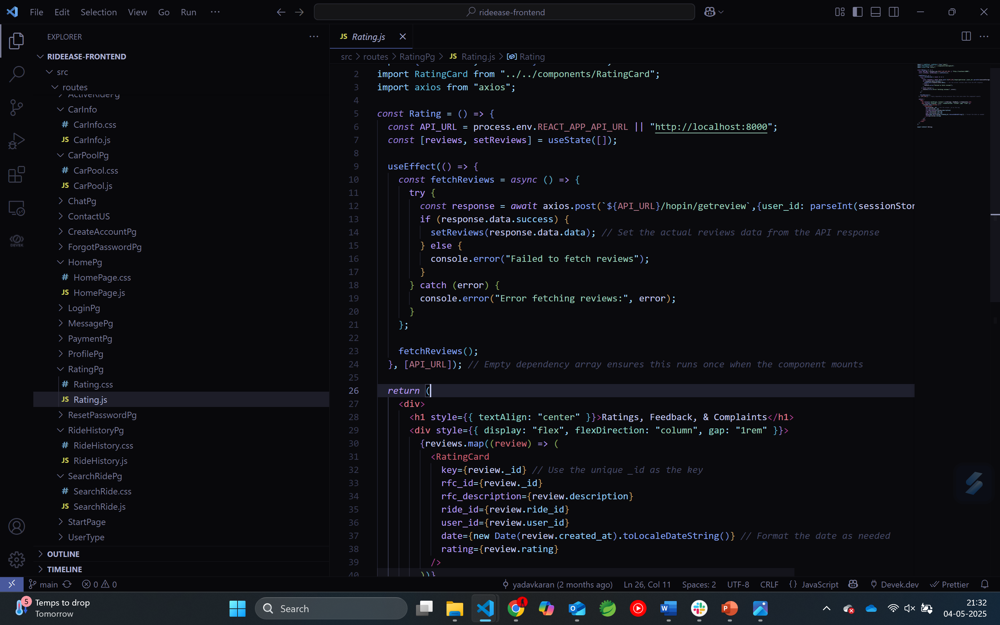 File Edit Selection View Go Run ···
rideease-frontend
EXPLORER
RIDEEASE-FRONTEND
src
routes
ActiveRidePg
CarInfo
# CarInfo.css
JS CarInfo.js
CarPoolPg
# CarPool.css
JS CarPool.js
ChatPg
ContactUS
CreateAccountPg
ForgotPasswordPg
HomePg
# HomePage.css
JS HomePage.js
LoginPg
MessagePg
PaymentPg
ProfilePg
RatingPg
# Rating.css
JS Rating.js
ResetPasswordPg
RideHistoryPg
# RideHistory.css
JS RideHistory.js
SearchRidePg
# SearchRide.css
JS SearchRide.js
StartPage
UserType
OUTLINE
TIMELINE
DEVEK
JS Rating.js
src > routes > RatingPg > JS Rating.js > Rating
2 import RatingCard from "../../components/RatingCard";
3 import axios from "axios";
4
5 const Rating = () => {
6 const API_URL = process.env.REACT_APP_API_URL || "http://localhost:8000";
7 const [reviews, setReviews] = useState([]);
8
9 useEffect(() => {
10 const fetchReviews = async () => {
11 try {
12 const response = await axios.post(`${API_URL}/hopin/getreview`,{user_id: parseInt(sessionStor
13 if (response.data.success) {
14 setReviews(response.data.data); // Set the actual reviews data from the API response
15 } else {
16 console.error("Failed to fetch reviews");
17 }
18 } catch (error) {
19 console.error("Error fetching reviews:", error);
20 }
21 };
22
23 fetchReviews();
24 }, [API_URL]); // Empty dependency array ensures this runs once when the component mounts
25
26 return (
27 <div>
28 <h1 style={{ textAlign: "center" }}>Ratings, Feedback, & Complaints</h1>
29 <div style={{ display: "flex", flexDirection: "column", gap: "1rem" }}>
30 {reviews.map((review) => (
31 <RatingCard
32 key={review._id} // Use the unique _id as the key
33 rfc_id={review._id}
34 rfc_description={review.description}
35 ride_id={review.ride_id}
36 user_id={review.user_id}
37 date={new Date(review.created_at).toLocaleDateString()} // Format the date as needed
38 rating={review.rating}
39 />
40 ))}
main 0 0 yadavkaran (2 months ago) Ln 26, Col 11 Spaces: 2 UTF-8 CRLF {} JavaScript Devek.dev Prettier
5 Temps to drop
Tomorrow
Search
21:32
04-05-2025